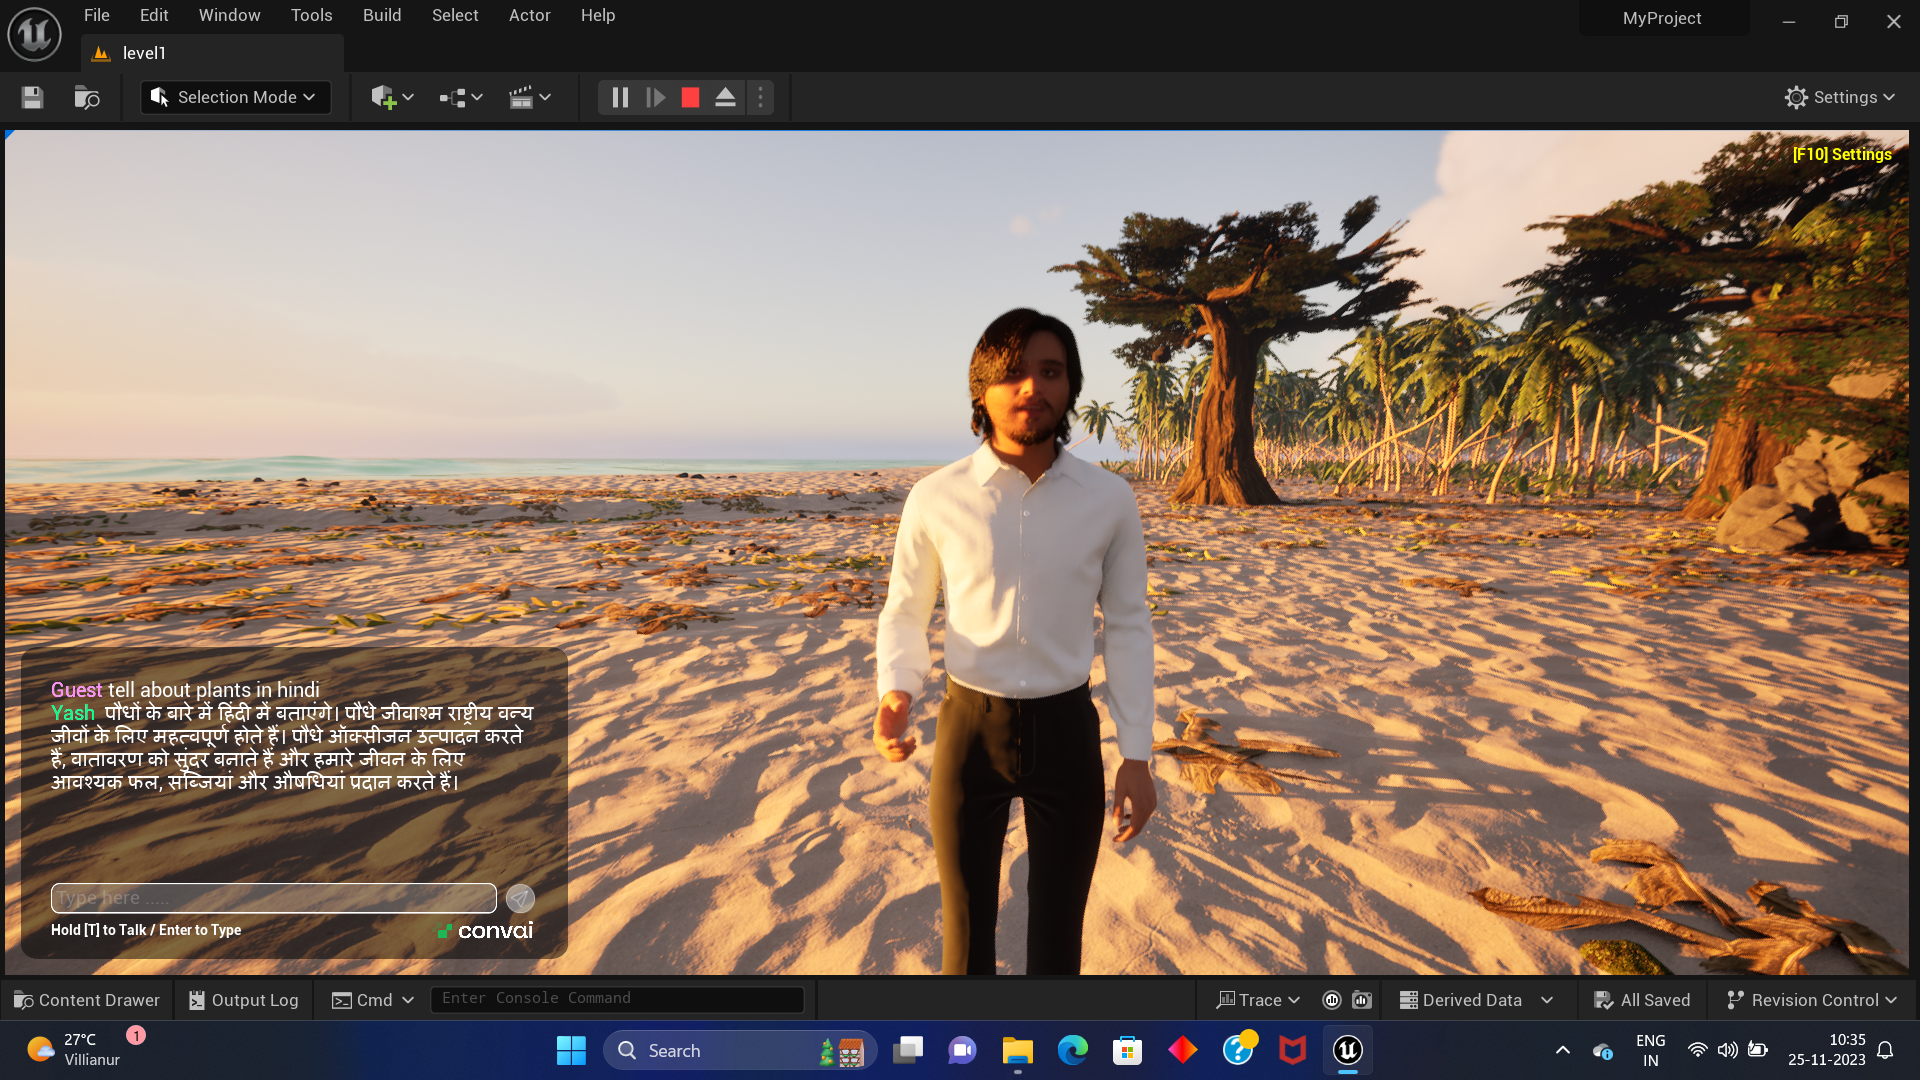 File Edit Window Tools Build Select Actor Help
MyProject
level1
Selection Mode
Settings
[F10] Settings
Guest tell about plants in hindi
Yash पौधों के बारे में हिंदी में बताएंगे। पौधे जीवाश्म राष्ट्रीय वन्य
जीवों के लिए महत्वपूर्ण होते हैं। पौधे ऑक्सीजन उत्पादन करते
हैं, वातावरण को सुंदर बनाते हैं और हमारे जीवन के लिए
आवश्यक फल, सब्जियां और औषधियां प्रदान करते हैं।
Type here .....
Hold [T] to Talk / Enter to Type
convai
Content Drawer Output Log Cmd Enter Console Command Trace Derived Data All Saved Revision Control
27°C
Villianur
1
Search
ENG
IN
10:35
25-11-2023